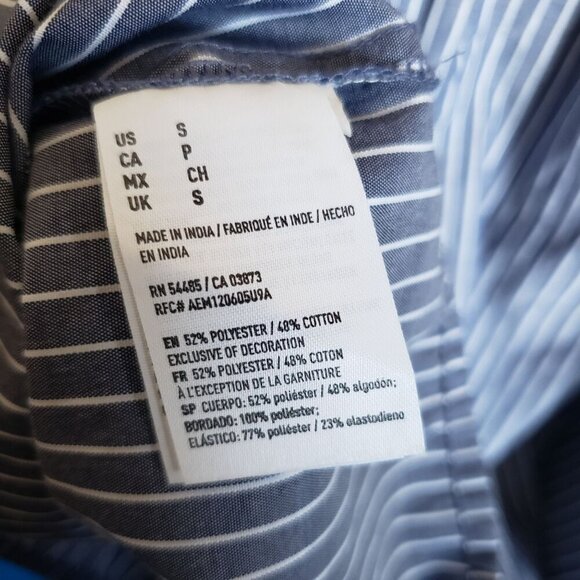 US S
CA P
MX CH
UK S
MADE IN INDIA / FABRIQUÉ EN INDE / HECHO
EN INDIA
RN 54485 / CA 03873
RFC# AEM120605U9A
EN 52% POLYESTER / 48% COTTON
EXCLUSIVE OF DECORATION
FR 52% POLYESTER / 48% COTON
À L'EXCEPTION DE LA GARNITURE
SP CUERPO: 52% poliéster / 48% algodón;
BORDADO: 100% poliéster;
ELÁSTICO: 77% poliéster / 23% elastodieno